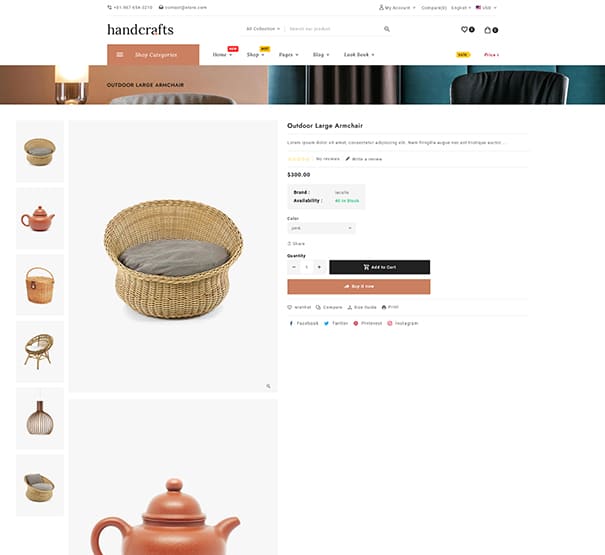 +01-987-654-3210 contact@store.com
My Account Compare(0) English USD
handcrafts
All Collection Search our product
0 0
Shop Categories
NEW HOT
Home Shop Pages Blog Look Book
sale Price :
OUTDOOR LARGE ARMCHAIR
Outdoor Large Armchair
Lorem ipsum dolor sit amet, consectetur adipiscing elit. Nam fringilla augue nec est tristique auctor....
No reviews Write a review
$300.00
Brand :
Availability : 40 In Stock
Color
pink
Share
Quantity
− 1 + Add to Cart
Buy it now
Wishlist Compare Size Guide Print
Facebook Twitter Pinterest Instagram